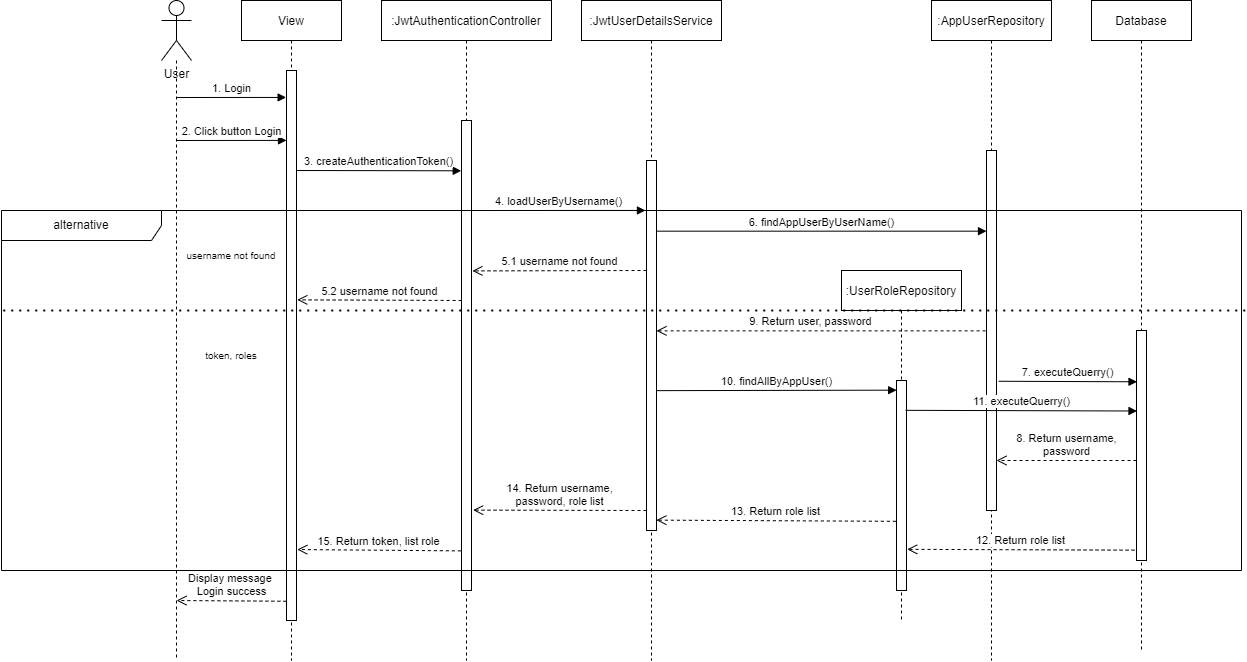 View
:JwtAuthenticationController
:JwtUserDetailsService
:AppUserRepository
Database
User
1. Login
2. Click button Login
3. createAuthenticationToken()
4. loadUserByUsername()
alternative
6. findAppUserByUserName()
username not found
5.1 username not found
5.2 username not found
:UserRoleRepository
9. Return user, password
token, roles
7. executeQuerry()
10. findAllByAppUser()
11. executeQuerry()
8. Return username,
password
14. Return username,
password, role list
13. Return role list
15. Return token, list role
12. Return role list
Display message
Login success